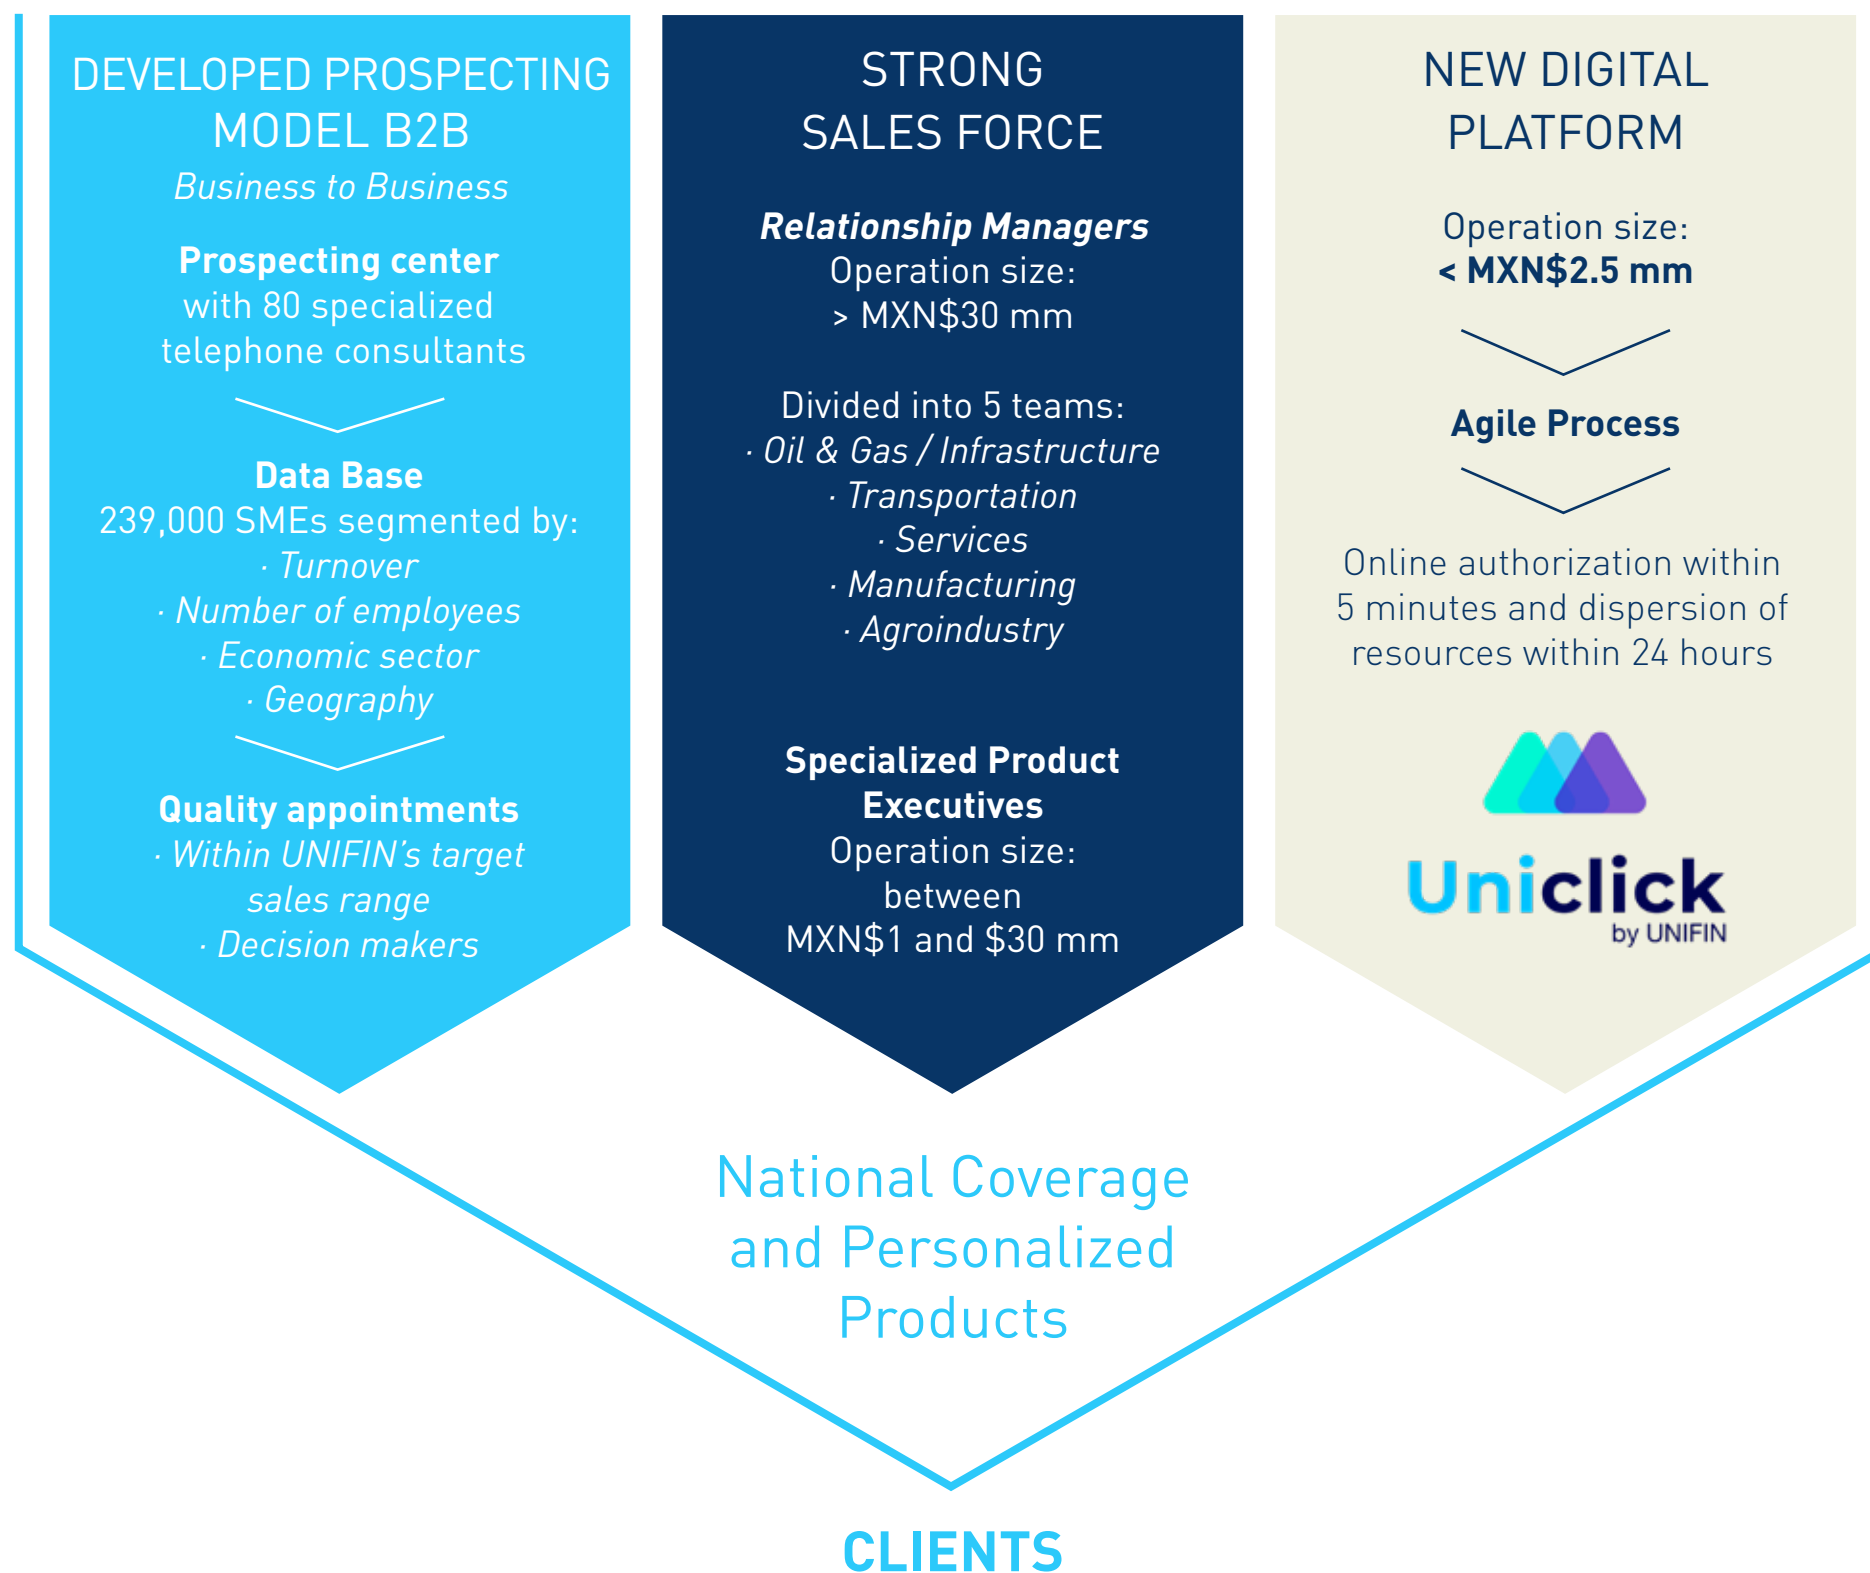 DEVELOPED PROSPECTING
MODEL B2B
Business to Business
Prospecting center
with 80 specialized
telephone consultants
Data Base
239,000 SMEs segmented by:
· Turnover
· Number of employees
· Economic sector
· Geography
Quality appointments
· Within UNIFIN’s target
sales range
· Decision makers
STRONG
SALES FORCE
Relationship Managers
Operation size:
> MXN$30 mm
Divided into 5 teams:
· Oil & Gas / Infrastructure
· Transportation
· Services
· Manufacturing
· Agroindustry
Specialized Product
Executives
Operation size:
between
MXN$1 and $30 mm
NEW DIGITAL
PLATFORM
Operation size:
< MXN$2.5 mm
Agile Process
Online authorization within
5 minutes and dispersion of
resources within 24 hours
Uniclick
by UNIFIN
National Coverage
and Personalized
Products
CLIENTS